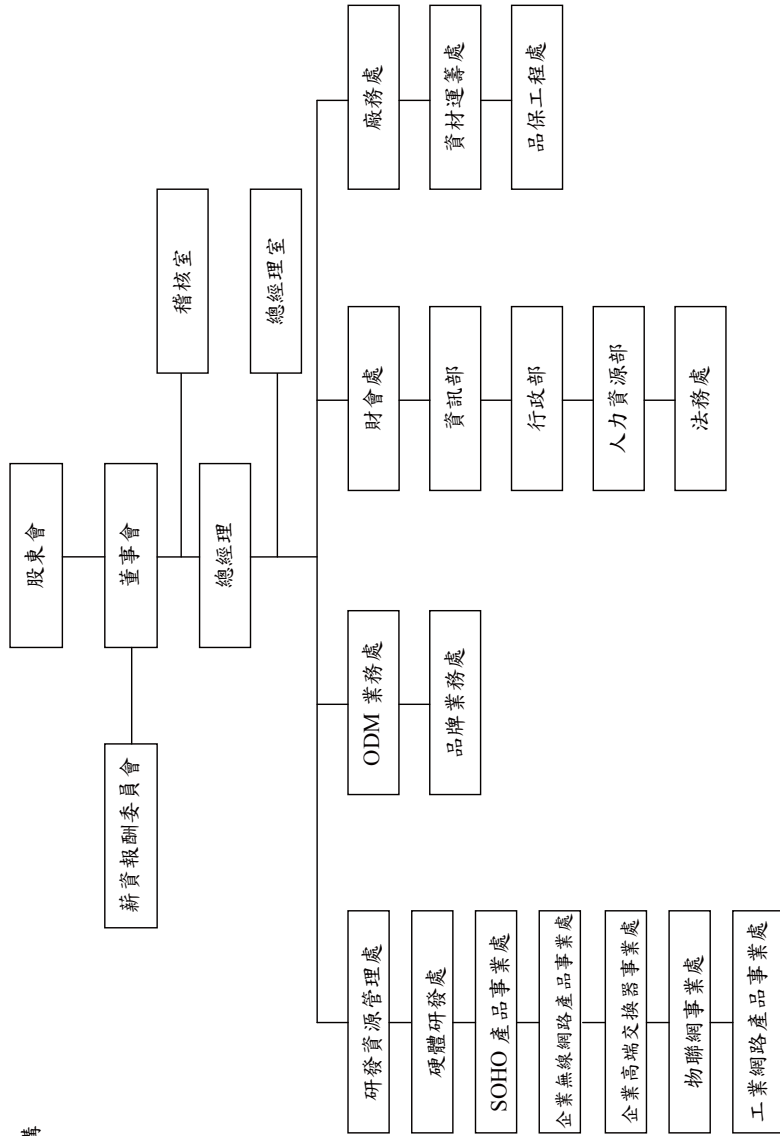 構
股東會
薪資報酬委員會
董事會
稽核室
總經理
總經理室
研發資源管理處
硬體研發處
SOHO 產品事業處
企業無線網路產品事業處
企業高端交換器事業處
物聯網事業處
工業網路產品事業處
ODM 業務處
品牌業務處
財會處
資訊部
行政部
人力資源部
法務處
廠務處
資材運籌處
品保工程處